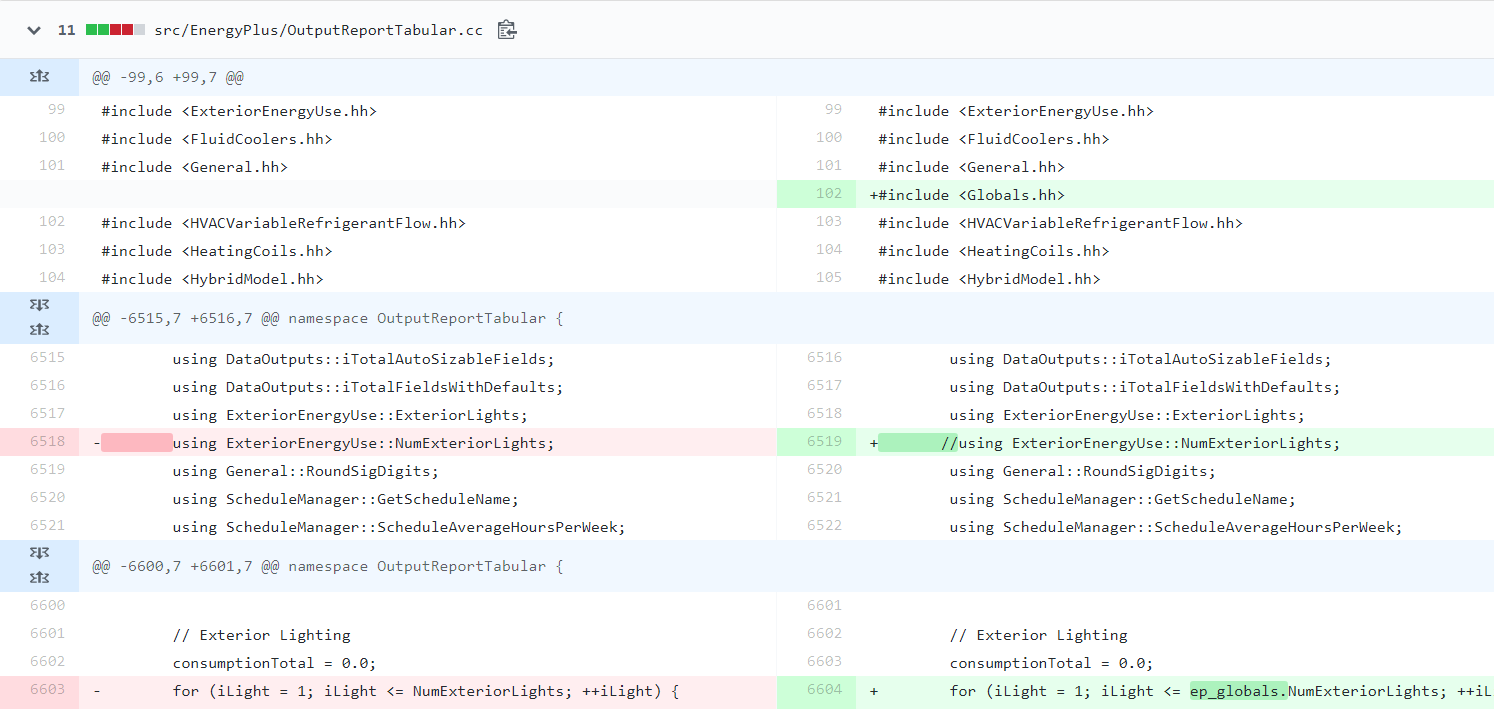 11 src/EnergyPlus/OutputReportTabular.cc
@@ -99,6 +99,7 @@
99 #include <ExteriorEnergyUse.hh> 99 #include <ExteriorEnergyUse.hh>
100 #include <FluidCoolers.hh> 100 #include <FluidCoolers.hh>
101 #include <General.hh> 101 #include <General.hh>
102 +#include <Globals.hh>
102 #include <HVACVariableRefrigerantFlow.hh> 103 #include <HVACVariableRefrigerantFlow.hh>
103 #include <HeatingCoils.hh> 104 #include <HeatingCoils.hh>
104 #include <HybridModel.hh> 105 #include <HybridModel.hh>
@@ -6515,7 +6516,7 @@ namespace OutputReportTabular {
6515 using DataOutputs::iTotalAutoSizableFields; 6516 using DataOutputs::iTotalAutoSizableFields;
6516 using DataOutputs::iTotalFieldsWithDefaults; 6517 using DataOutputs::iTotalFieldsWithDefaults;
6517 using ExteriorEnergyUse::ExteriorLights; 6518 using ExteriorEnergyUse::ExteriorLights;
6518 - using ExteriorEnergyUse::NumExteriorLights; 6519 + //using ExteriorEnergyUse::NumExteriorLights;
6519 using General::RoundSigDigits; 6520 using General::RoundSigDigits;
6520 using ScheduleManager::GetScheduleName; 6521 using ScheduleManager::GetScheduleName;
6521 using ScheduleManager::ScheduleAverageHoursPerWeek; 6522 using ScheduleManager::ScheduleAverageHoursPerWeek;
@@ -6600,7 +6601,7 @@ namespace OutputReportTabular {
6600 6601
6601 // Exterior Lighting 6602 // Exterior Lighting
6602 consumptionTotal = 0.0; 6603 consumptionTotal = 0.0;
6603 - for (iLight = 1; iLight <= NumExteriorLights; ++iLight) { 6604 + for (iLight = 1; iLight <= ep_globals.NumExteriorLights; ++iL